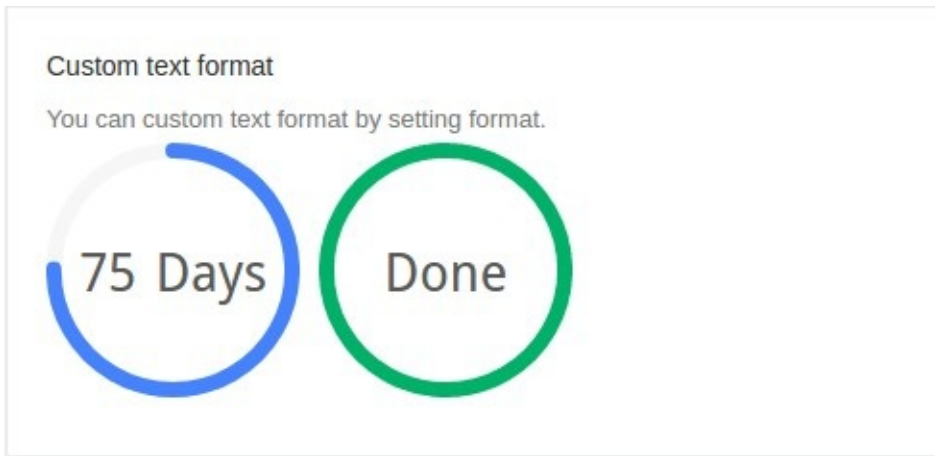 Custom text format
You can custom text format by setting format.
75 Days
Done